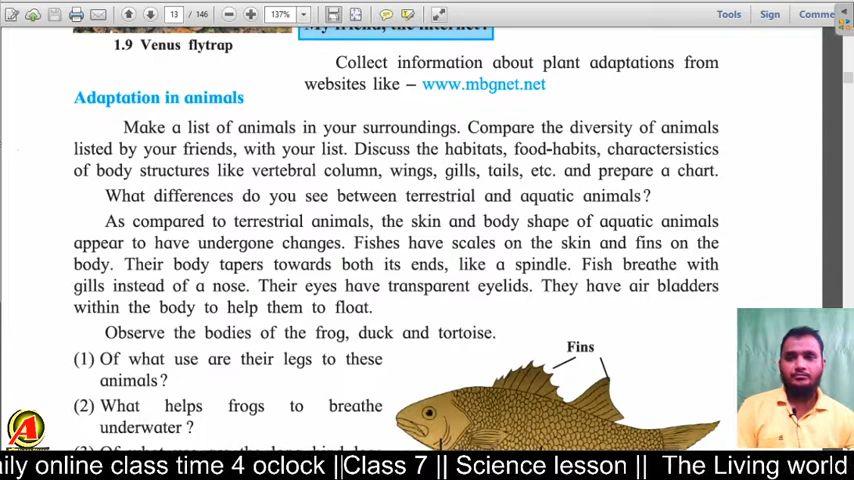 13 / 146
137%
Tools
Sign
Comme
My friend, the internet!
1.9 Venus flytrap
Collect information about plant adaptations from
websites like – www.mbgnet.net
Adaptation in animals
Make a list of animals in your surroundings. Compare the diversity of animals
listed by your friends, with your list. Discuss the habitats, food-habits, charactersistics
of body structures like vertebral column, wings, gills, tails, etc. and prepare a chart.
What differences do you see between terrestrial and aquatic animals?
As compared to terrestrial animals, the skin and body shape of aquatic animals
appear to have undergone changes. Fishes have scales on the skin and fins on the
body. Their body tapers towards both its ends, like a spindle. Fish breathe with
gills instead of a nose. Their eyes have transparent eyelids. They have air bladders
within the body to help them to float.
Observe the bodies of the frog, duck and tortoise.
Fins
(1) Of what use are their legs to these
animals?
(2) What helps frogs to breathe
underwater ?
A
aily online class time 4 oclock ||Class 7 || Science lesson || The Living world